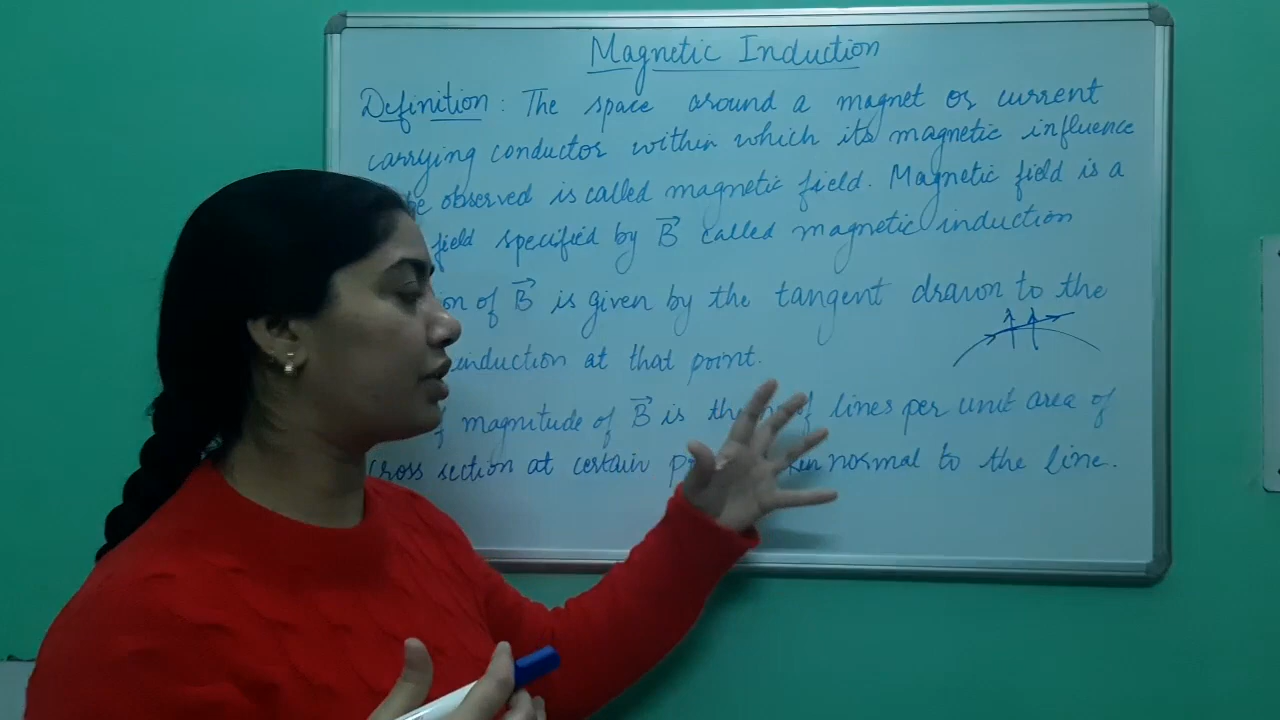 Magnetic Induction
Definition : The space around a magnet or current
carrying conductor within which its magnetic influence
be observed is called magnetic field. Magnetic field is a
field specified by B⃗ called magnetic induction
of B⃗ is given by the tangent drawn to the
induction at that point.
magnitude of B⃗ is the lines per unit area of
cross section at certain normal to the line.